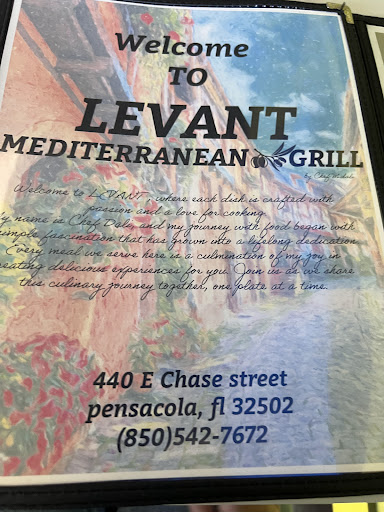 Welcome
TO
LEVANT
MEDITERRANEAN GRILL
by Chef
Welcome to LEVANT, where each dish is crafted with
passion and a love for cooking.
My name is Chef and my journey with food began with
simple fascination that has grown into a lifelong dedication
Every meal we serve here is a culmination of my joy in
creating delicious experiences for you. Join us as we share
this culinary journey together, one plate at a time.
440 E Chase street
pensacola, fl 32502
(850)542-7672